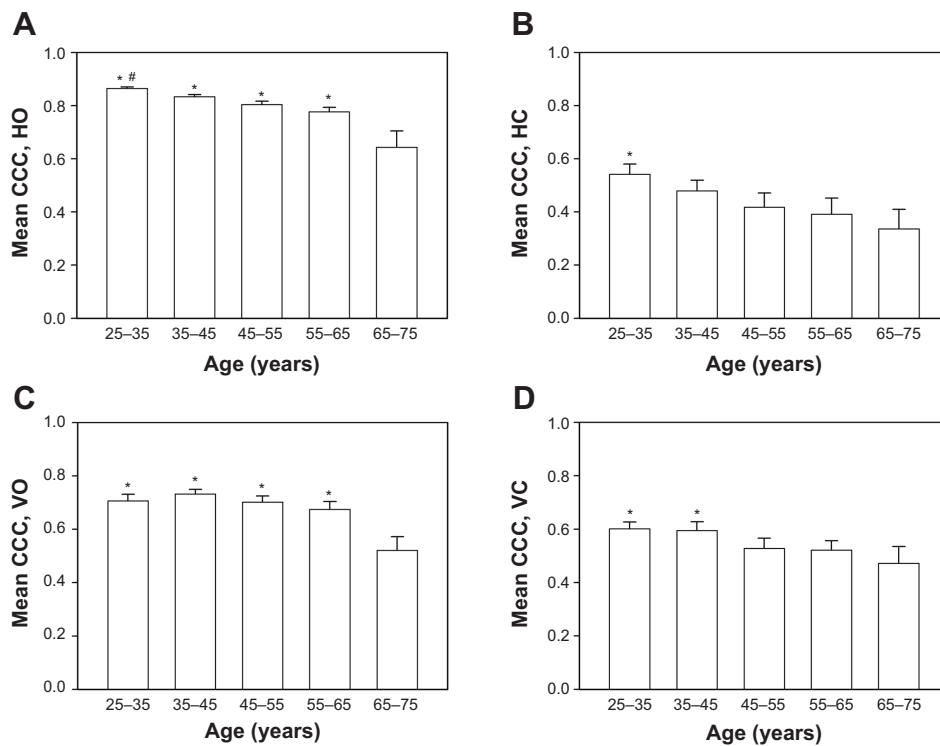 A
Mean CCC, HO
1.0
0.8
0.6
0.4
0.2
0.0
* #
*
*
*
25–35 35–45 45–55 55–65 65–75
Age (years)
B
Mean CCC, HC
1.0
0.8
0.6
0.4
0.2
0.0
*
25–35 35–45 45–55 55–65 65–75
Age (years)
C
Mean CCC, VO
1.0
0.8
0.6
0.4
0.2
0.0
*
*
*
*
25–35 35–45 45–55 55–65 65–75
Age (years)
D
Mean CCC, VC
1.0
0.8
0.6
0.4
0.2
0.0
*
*
25–35 35–45 45–55 55–65 65–75
Age (years)